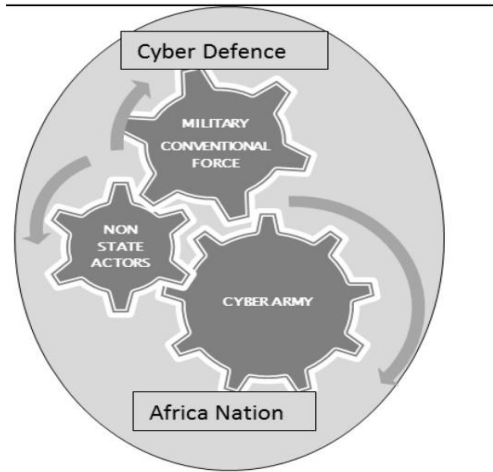 Cyber Defence
MILITARY
CONVENTIONAL
FORCE
NON
STATE
ACTORS
CYBER ARMY
Africa Nation